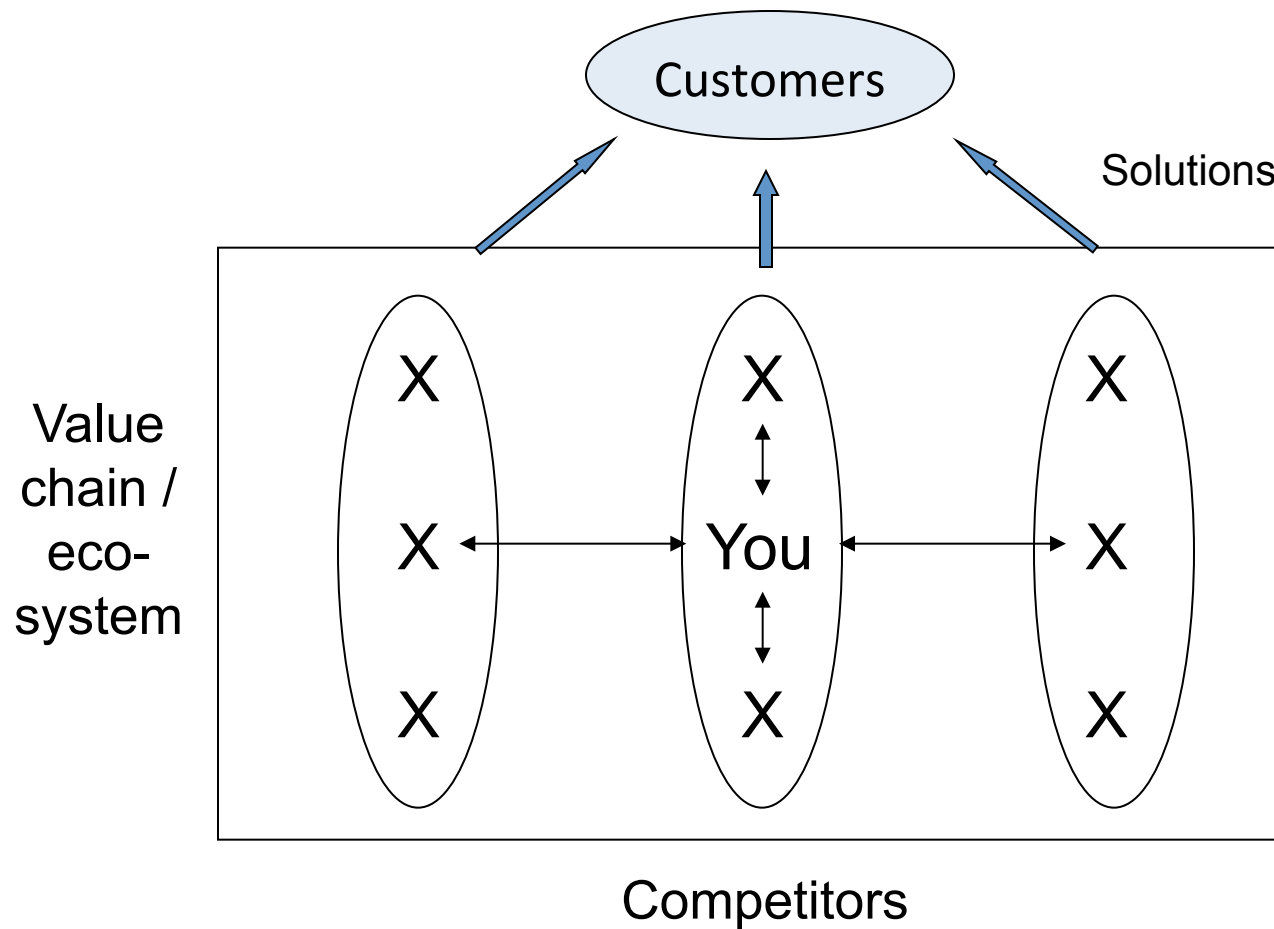 Customers
Solutions
X X X
Value
chain /
eco-
system
X You X
X X X
Competitors